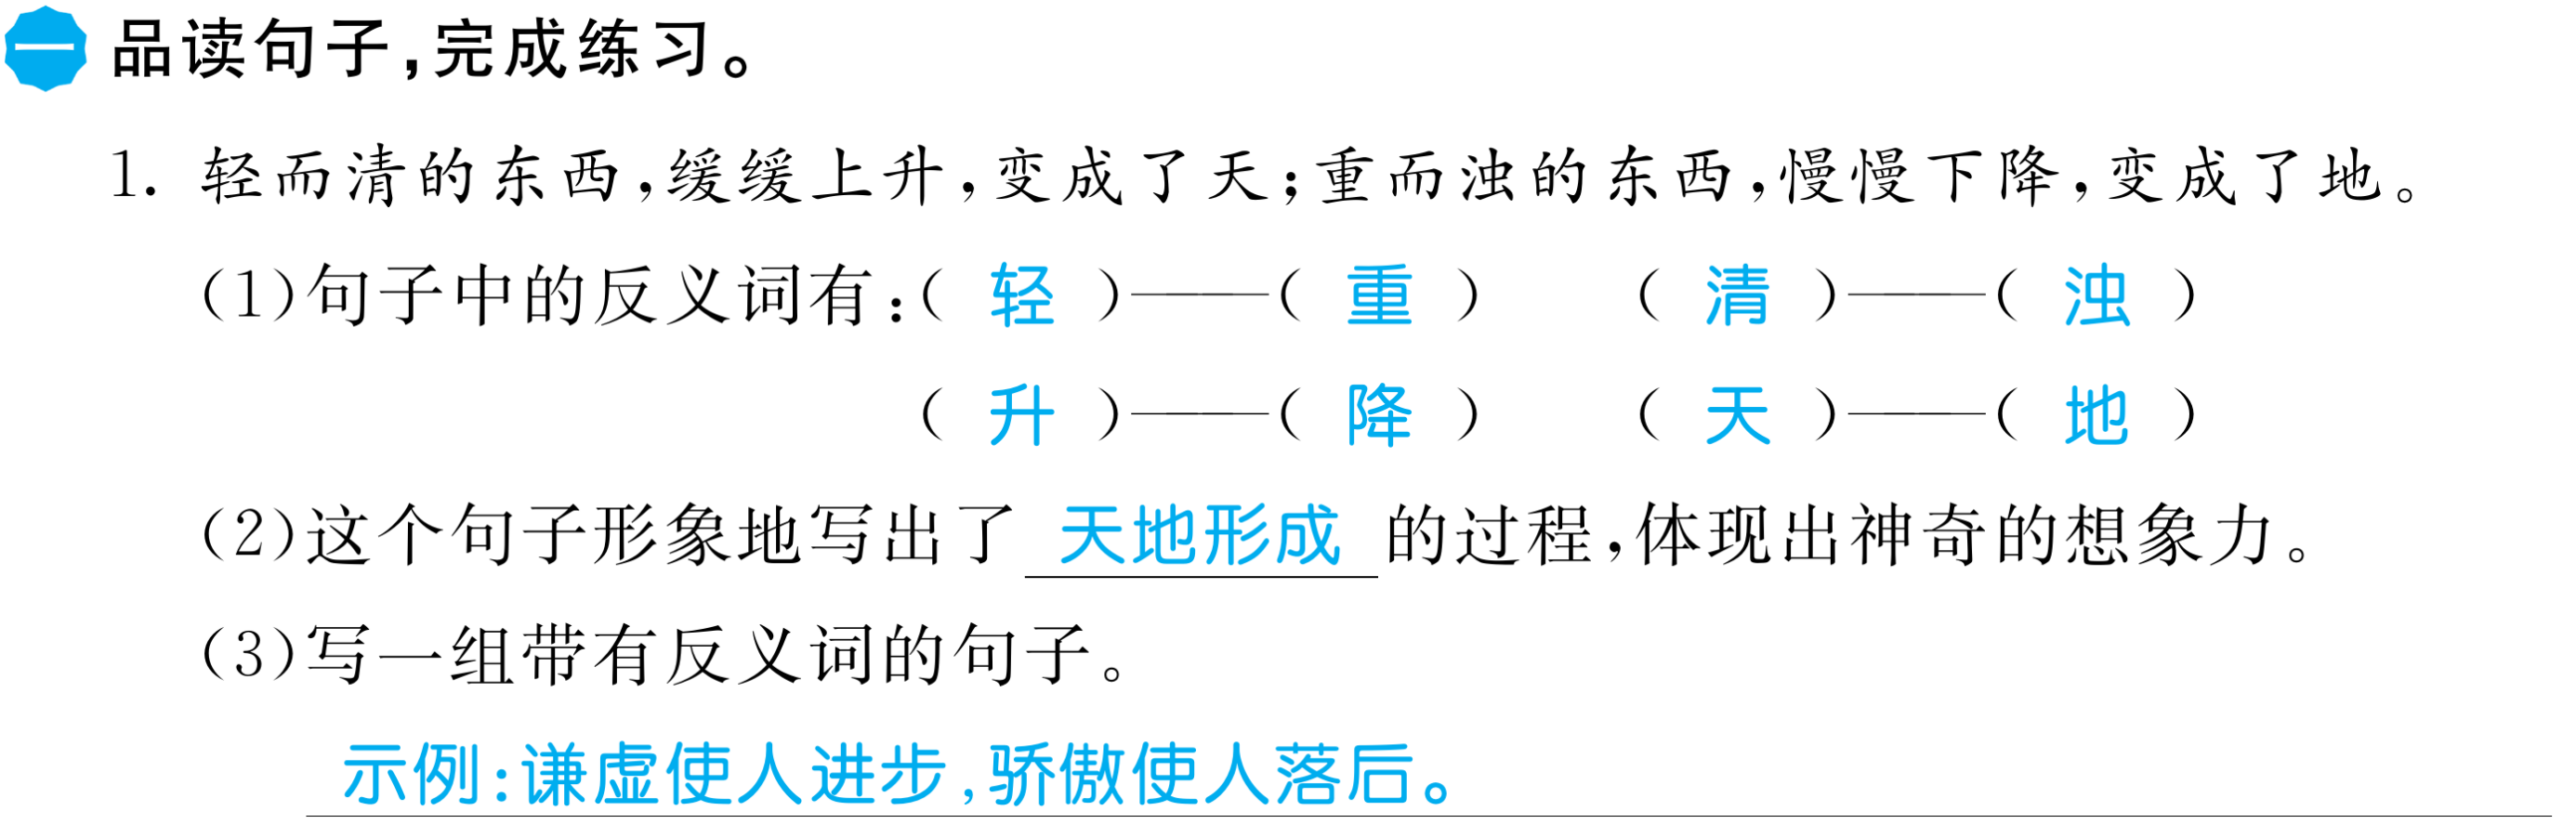 一 品读句子,完成练习。
1. 轻而清的东西,缓缓上升,变成了天;重而浊的东西,慢慢下降,变成了地。
(1)句子中的反义词有:( 轻 )——( 重 ) ( 清 )——( 浊 )
( 升 )——( 降 ) ( 天 )——( 地 )
(2)这个句子形象地写出了 天地形成 的过程,体现出神奇的想象力。
(3)写一组带有反义词的句子。
示例:谦虚使人进步,骄傲使人落后。